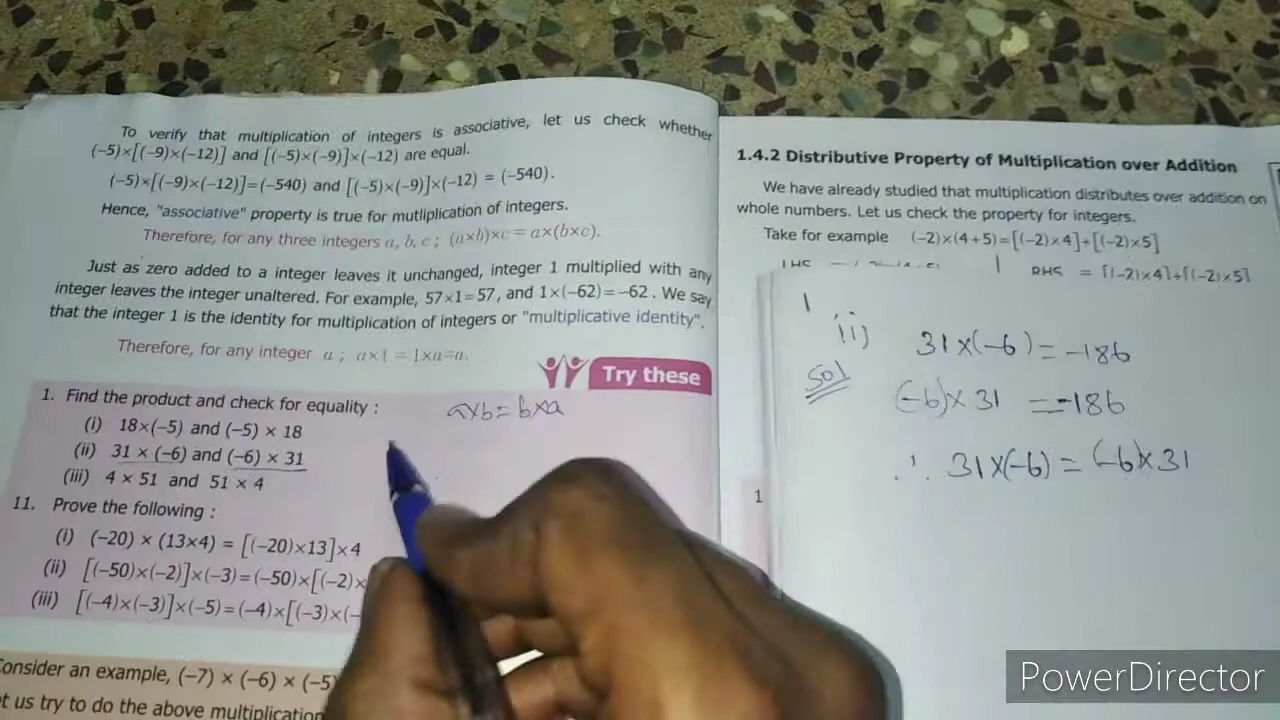 To verify that multiplication of integers is associative, let us check whether
(−5)×[(−9)×(−12)] and [(−5)×(−9)]×(−12) are equal.
(−5)×[(−9)×(−12)]=(−540) and [(−5)×(−9)]×(−12) = (−540).
Hence, "associative" property is true for mutliplication of integers.
Therefore, for any three integers a, b, c ; (a×b)×c = a×(b×c).
Just as zero added to a integer leaves it unchanged, integer 1 multiplied with any
integer leaves the integer unaltered. For example, 57×1=57, and 1×(−62)=−62. We say
that the integer 1 is the identity for multiplication of integers or "multiplicative identity".
Therefore, for any integer a ; a×1 = 1×a=a.
Try these
1. Find the product and check for equality :
a×b = b×a
(i) 18×(−5) and (−5) × 18
(ii) 31 × (−6) and (−6) × 31
(iii) 4 × 51 and 51 × 4
11. Prove the following :
(i) (−20) × (13×4) = [(−20)×13]×4
(ii) [(−50)×(−2)]×(−3)=(−50)×[(−2)×
(iii) [(−4)×(−3)]×(−5)=(−4)×[(−3)×(−
onsider an example, (−7) × (−6) × (−5)
et us try to do the above multiplication
1.4.2 Distributive Property of Multiplication over Addition
We have already studied that multiplication distributes over addition on
whole numbers. Let us check the property for integers.
Take for example (−2)×(4+5)=[(−2)×4]+[(−2)×5]
RHS = [(−2)×4]+[(−2)×5]
1
ii) 31×(−6) = −186
Sol (−6)×31 = −186
∴ 31×(−6) = (−6)×31
1
PowerDirector